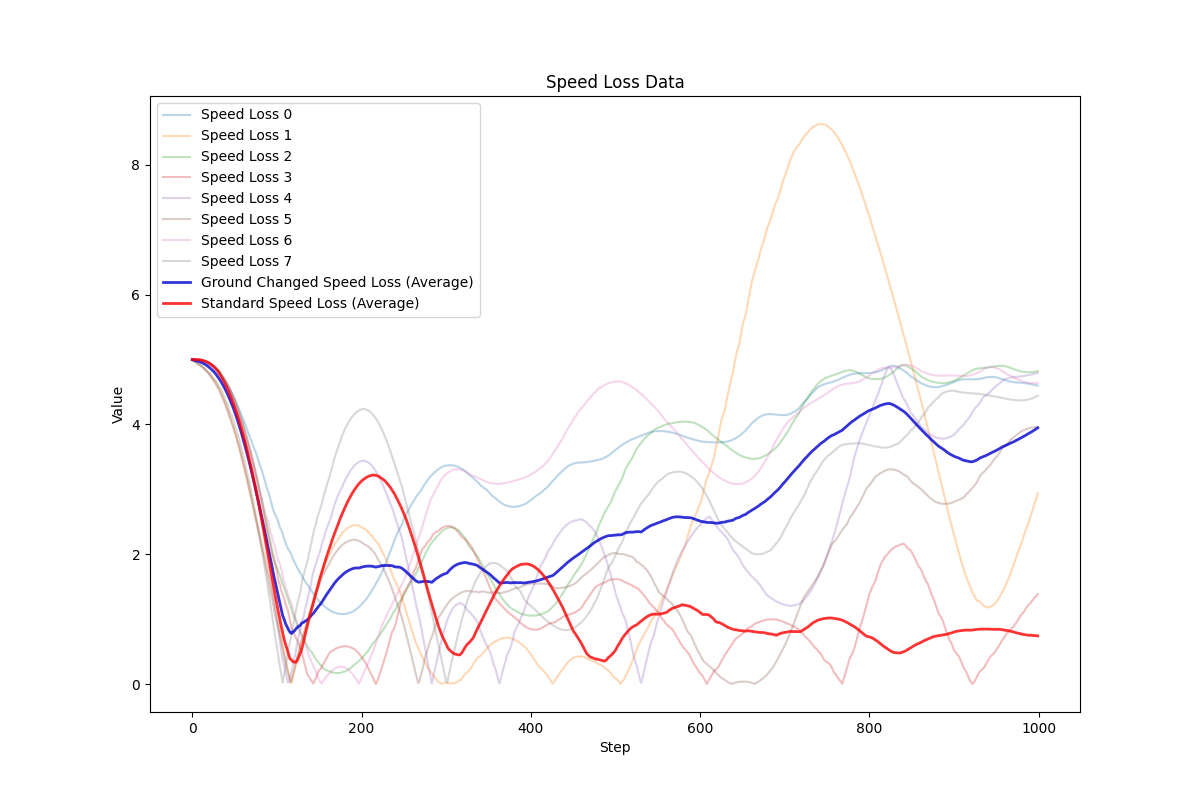 Speed Loss Data
Speed Loss 0
Speed Loss 1
Speed Loss 2
Speed Loss 3
Speed Loss 4
Speed Loss 5
Speed Loss 6
Speed Loss 7
Ground Changed Speed Loss (Average)
Standard Speed Loss (Average)
Value
8
6
4
2
0
0
200
400
600
800
1000
Step